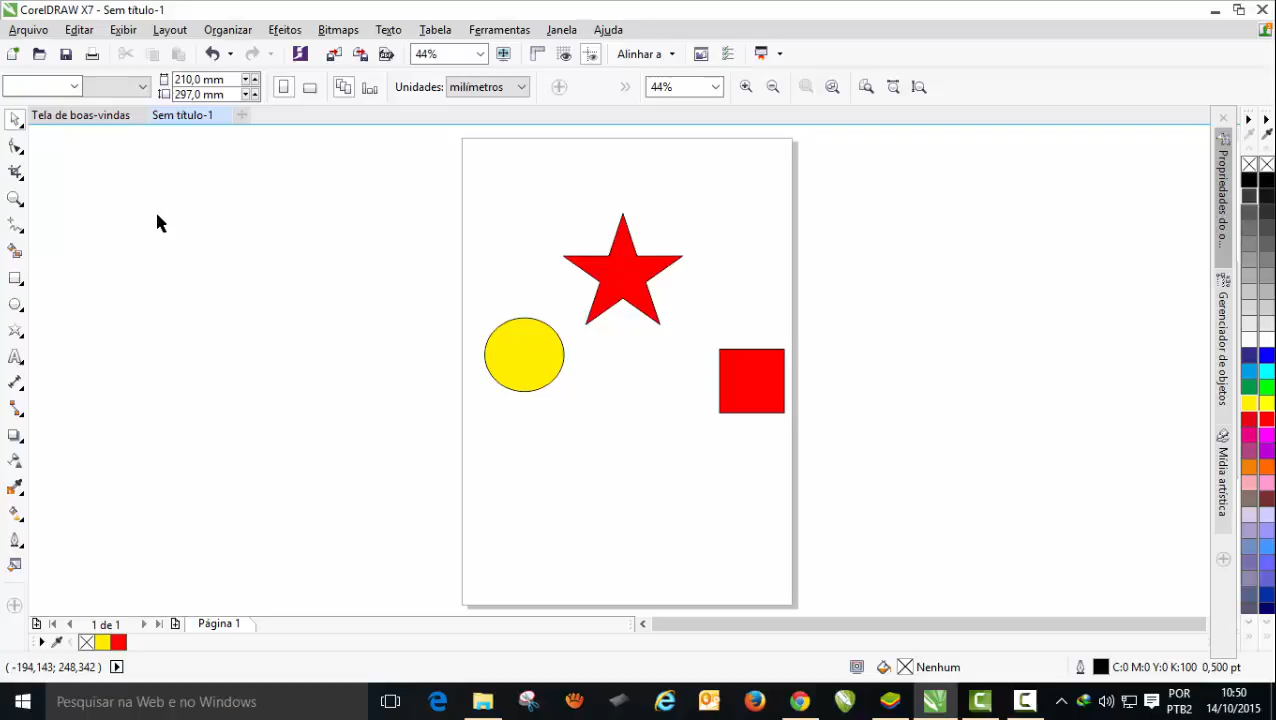 CorelDRAW X7 - Sem título-1
Arquivo Editar Exibir Layout Organizar Efeitos Bitmaps Texto Tabela Ferramentas Janela Ajuda
44% Alinhar a
210,0 mm
297,0 mm
Unidades: milímetros 44%
Tela de boas-vindas Sem título-1
Propriedades do o...
Gerenciador de objetos
Mídia artística
1 de 1 Página 1
( -194,143; 248,342 ) Nenhum C:0 M:0 Y:0 K:100 0,500 pt
Pesquisar na Web e no Windows
POR
PTB2
10:50
14/10/2015